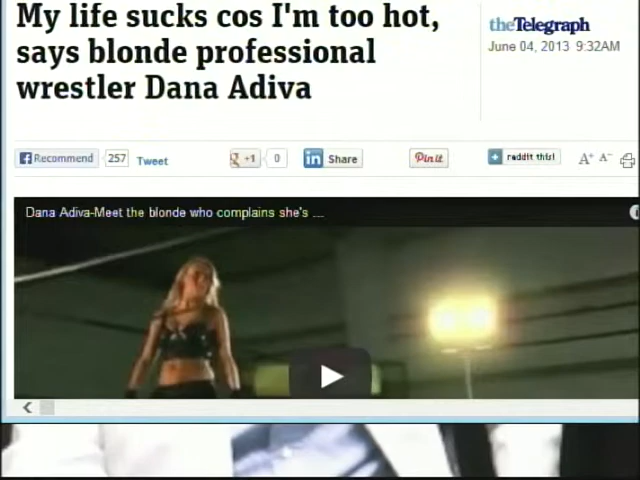 My life sucks cos I'm too hot,
says blonde professional
wrestler Dana Adiva
theTelegraph
June 04, 2013 9:32AM
Recommend 257 Tweet +1 0 in Share Pin it reddit this! A+ A-
Dana Adiva-Meet the blonde who complains she's ...